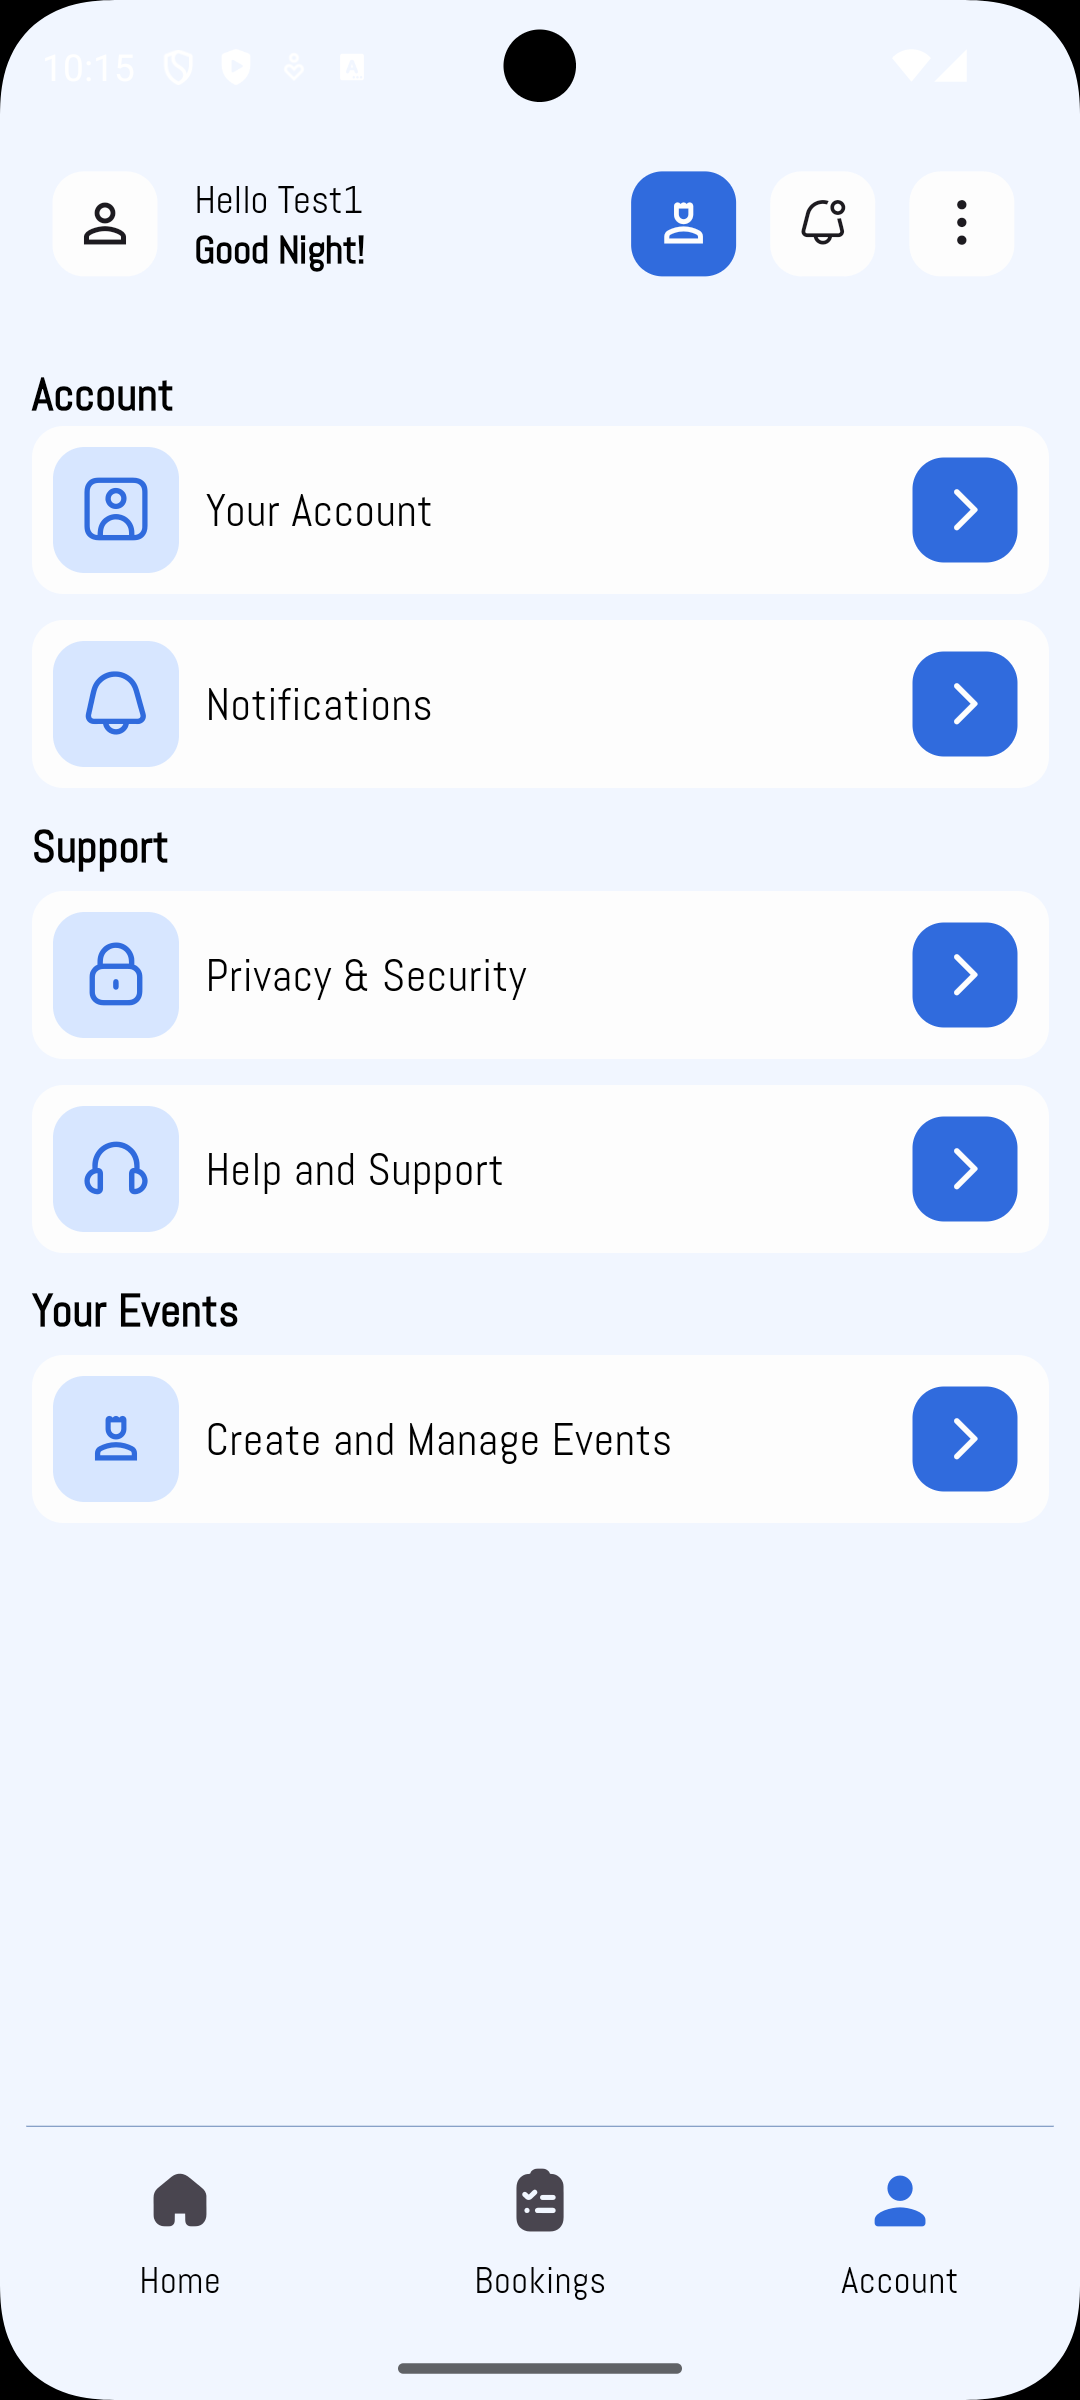 10:15
Hello Test1
Good Night!
Account
Your Account
Notifications
Support
Privacy & Security
Help and Support
Your Events
Create and Manage Events
Home
Bookings
Account